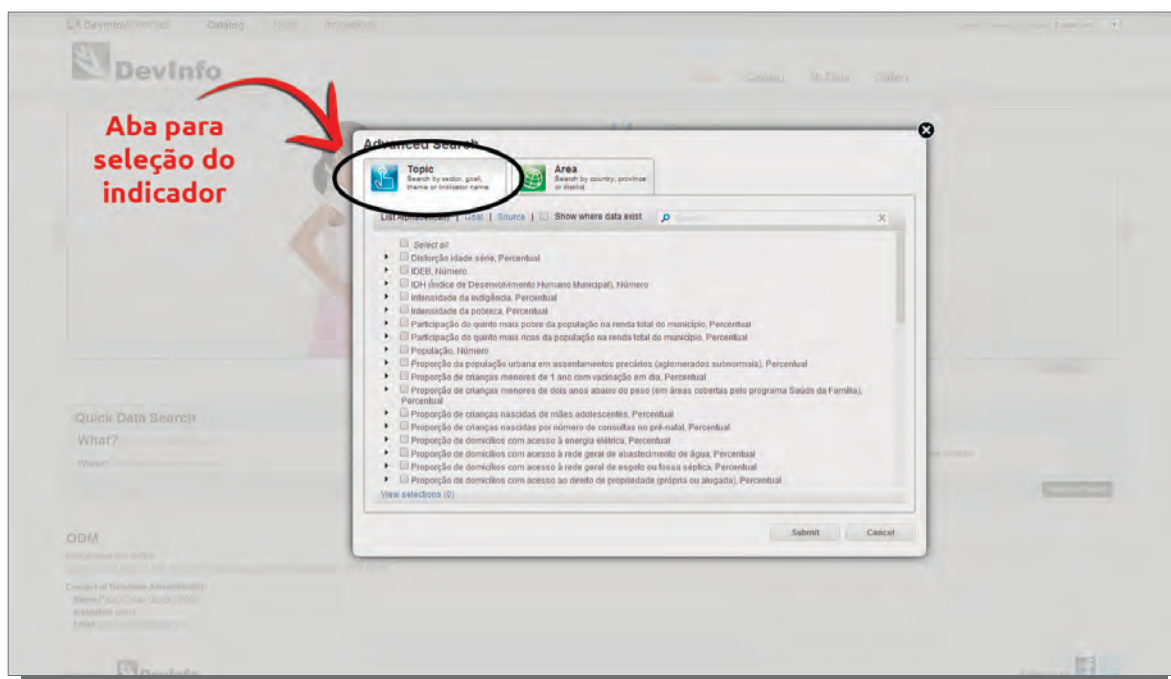 Catalog
DevInfo
Catalog
Gallery
Aba para
seleção do
indicador
Advanced Search
Topic
Search by sector, goal,
theme or indicator name
Area
Search by country, province
or district
List Alphabetically | Goal | Source | Show where data exist
Select all
Distorção idade série, Percentual
IDEB, Número
IDH (Índice de Desenvolvimento Humano Municipal), Número
Intensidade da indigência, Percentual
Intensidade da pobreza, Percentual
Participação do quinto mais pobre da população na renda total do município, Percentual
Participação do quinto mais ricos da população na renda total do município, Percentual
População, Número
Proporção da população urbana em assentamentos precários (aglomerados subnormais), Percentual
Proporção de crianças menores de 1 ano com vacinação em dia, Percentual
Proporção de crianças menores de dois anos abaixo do peso (em áreas cobertas pelo programa Saúde da Família),
Percentual
Proporção de crianças nascidas de mães adolescentes, Percentual
Proporção de crianças nascidas por número de consultas no pré-natal, Percentual
Proporção de domicílios com acesso à energia elétrica, Percentual
Proporção de domicílios com acesso à rede geral de abastecimento de água, Percentual
Proporção de domicílios com acesso à rede geral de esgoto ou fossa séptica, Percentual
Proporção de domicílios com acesso ao direito de propriedade (própria ou alugada), Percentual
View selections (0)
Submit Cancel
Quick Data Search
What?
Where?
ODM
DevInfo